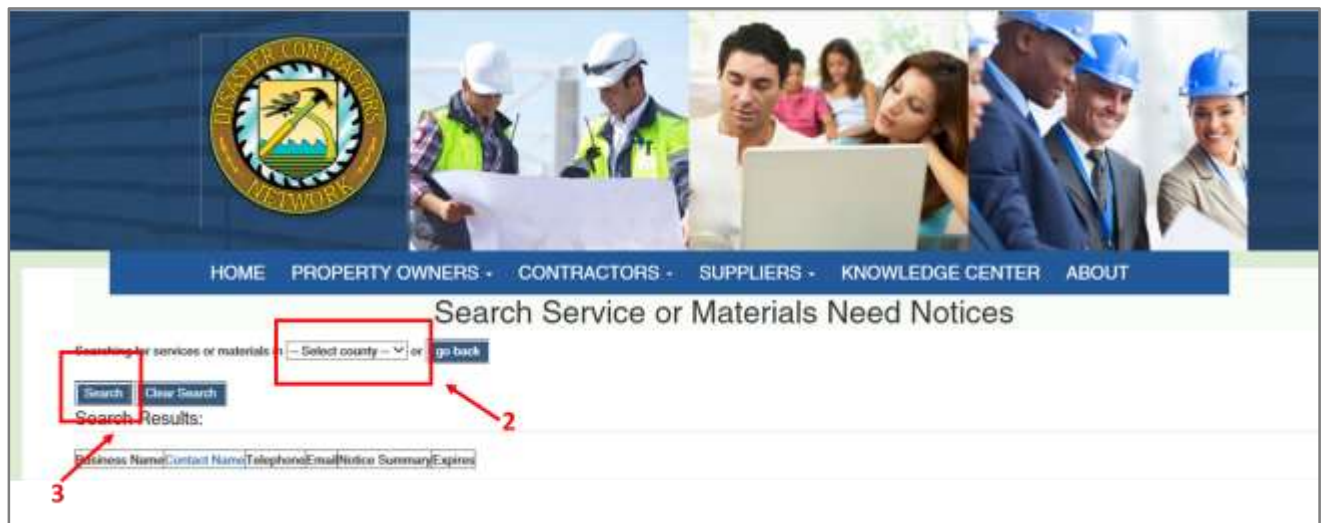 DISASTER CONTRACTORS
NETWORK
HOME PROPERTY OWNERS - CONTRACTORS - SUPPLIERS - KNOWLEDGE CENTER ABOUT
Search Service or Materials Need Notices
Searching for services or materials in -- Select county -- or go back
Search Clear Search
Search Results:
2
Business Name Contact Name Telephone Email Notice Summary Expires
3